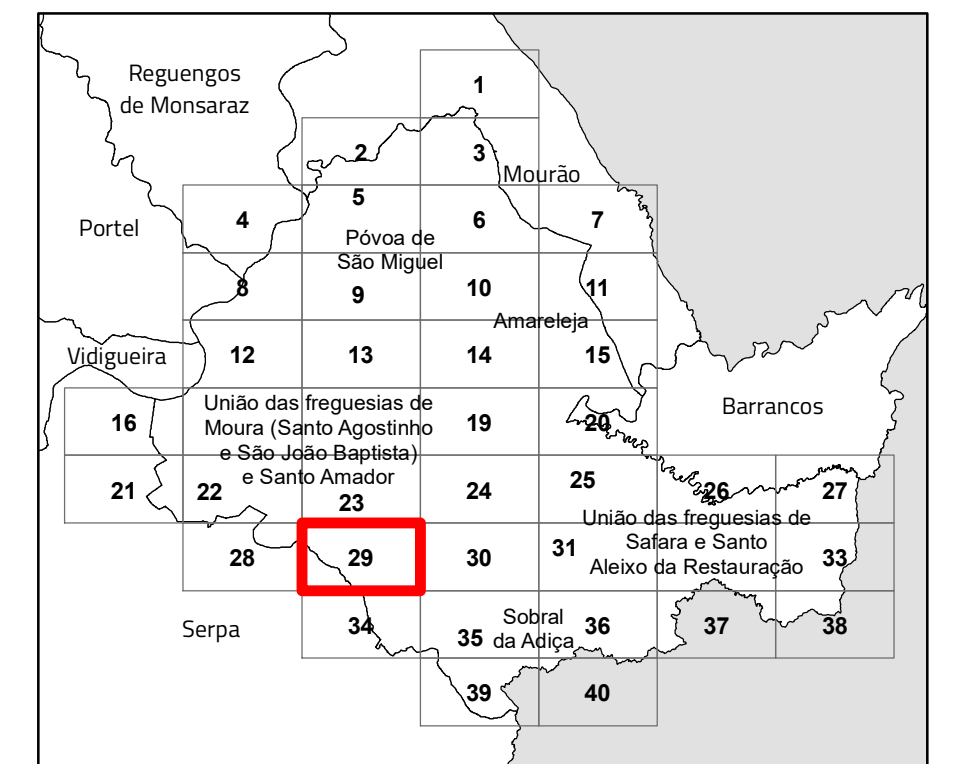 1
Reguengos
de Monsaraz
2
3
Mourão
4
5
6
7
Portel
Póvoa de
São Miguel
8
9
10
11
Amareleja
Vidigueira
12
13
14
15
16
União das freguesias de
Moura (Santo Agostinho
e São João Baptista)
e Santo Amador
19
20
Barrancos
21
22
23
24
25
26
27
União das freguesias de
Safara e Santo
Aleixo da Restauração
28
29
30
31
33
Serpa
34
35
Sobral
da Adiça
36
37
38
39
40